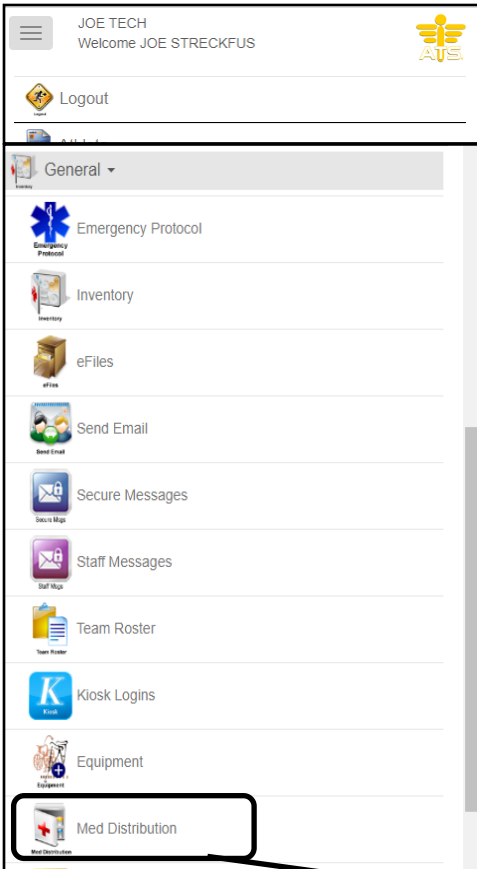 JOE TECH
Welcome JOE STRECKFUS
ATS
Logout
Logout
General
Inventory
Emergency Protocol
Emergency
Protocol
Inventory
Inventory
eFiles
eFiles
Send Email
Send Email
Secure Messages
Secure Msgs
Staff Messages
Staff Msgs
Team Roster
Team Roster
K
Kiosk Logins
Kiosk
Equipment
Equipment
Med Distribution
Med Distribution